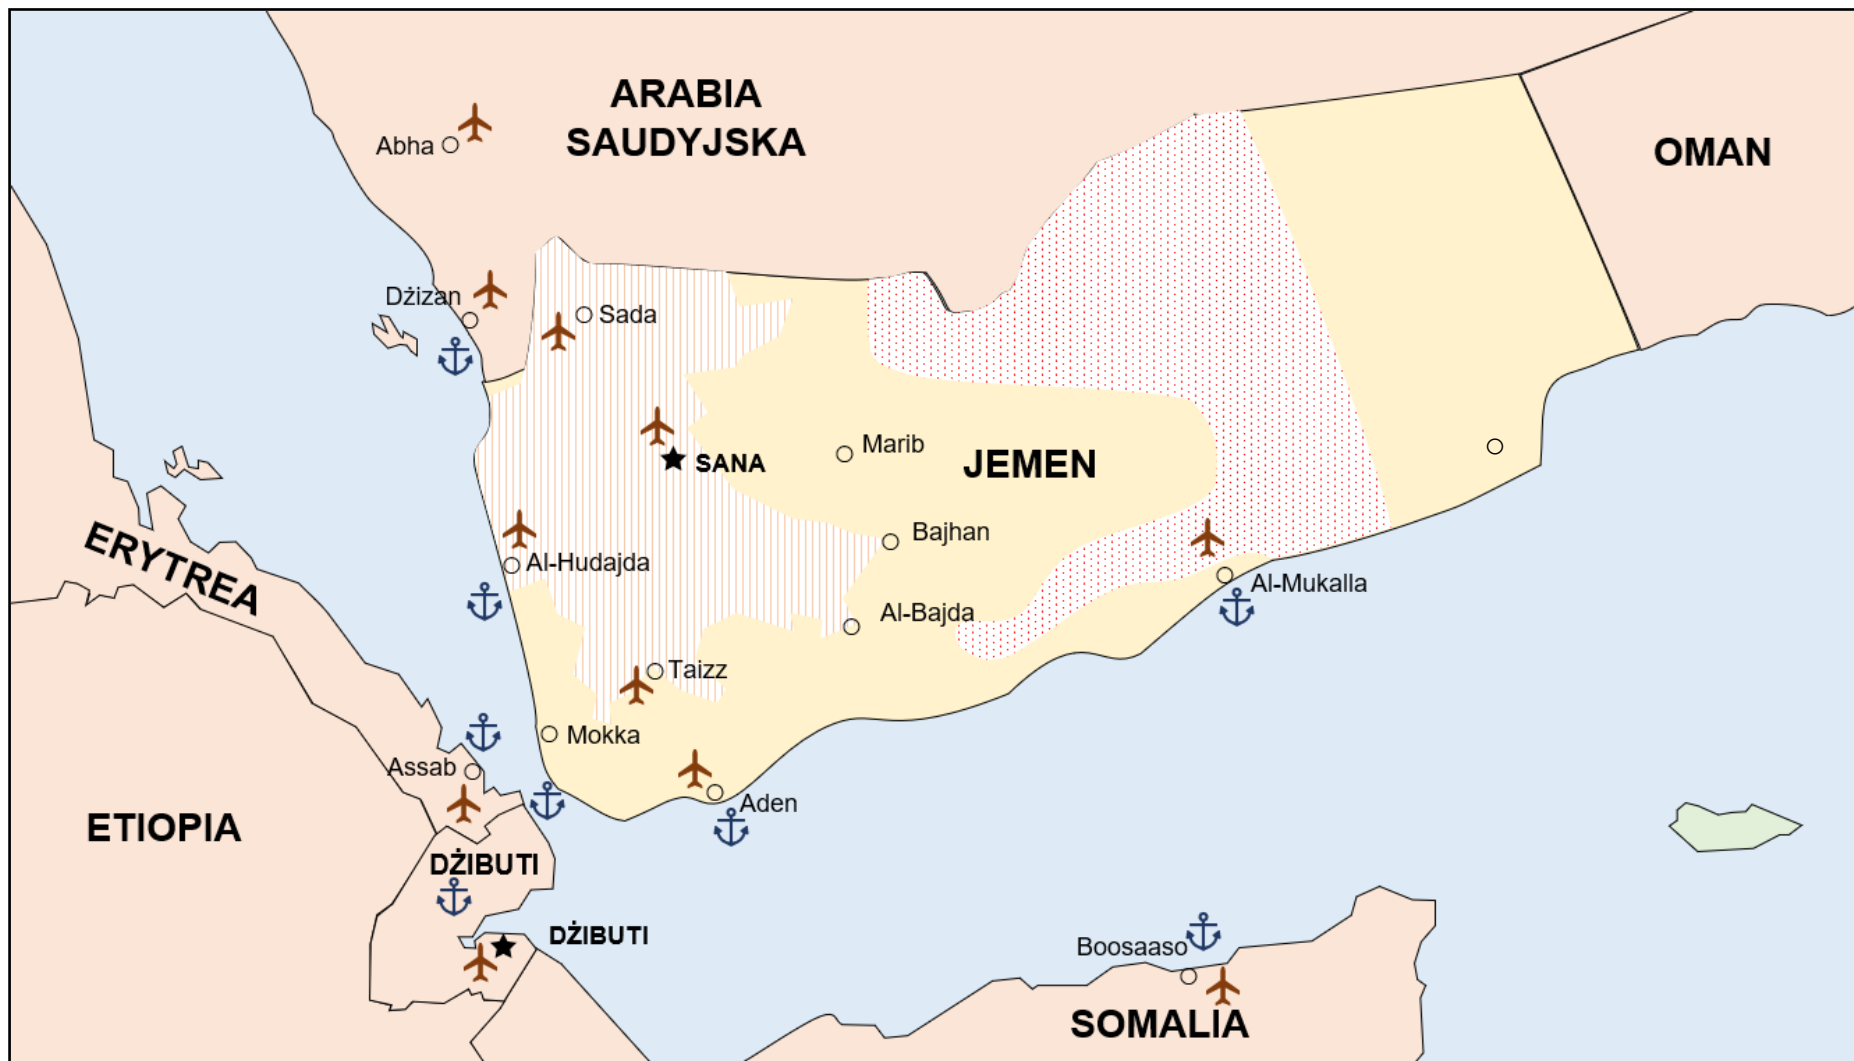 ARABIA
SAUDYJSKA
OMAN
Abha
Dżizan
Sada
SANA
Marib
JEMEN
Bajhan
Al-Hudajda
Al-Mukalla
Al-Bajda
ERYTREA
Taizz
Mokka
Assab
Aden
ETIOPIA
DŻIBUTI
DŻIBUTI
Boosaaso
SOMALIA